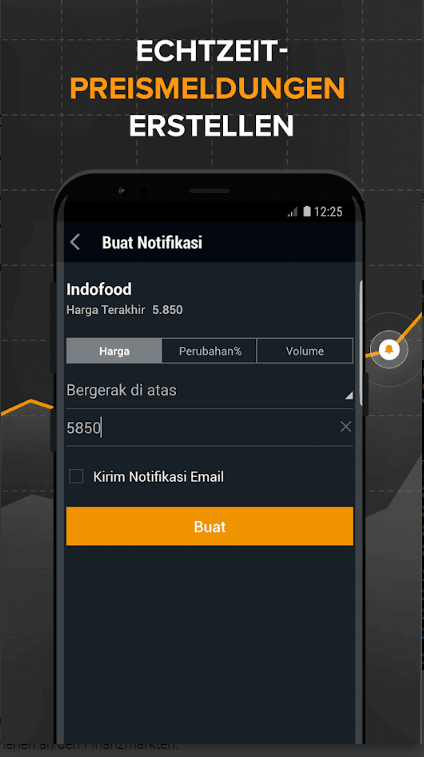 ECHTZEIT-
PREISMELDUNGEN
ERSTELLEN
12:25
Buat Notifikasi
Indofood
Harga Terakhir 5.850
Harga Perubahan% Volume
Bergerak di atas
5850
Kirim Notifikasi Email
Buat
an den Finanzmärkten.